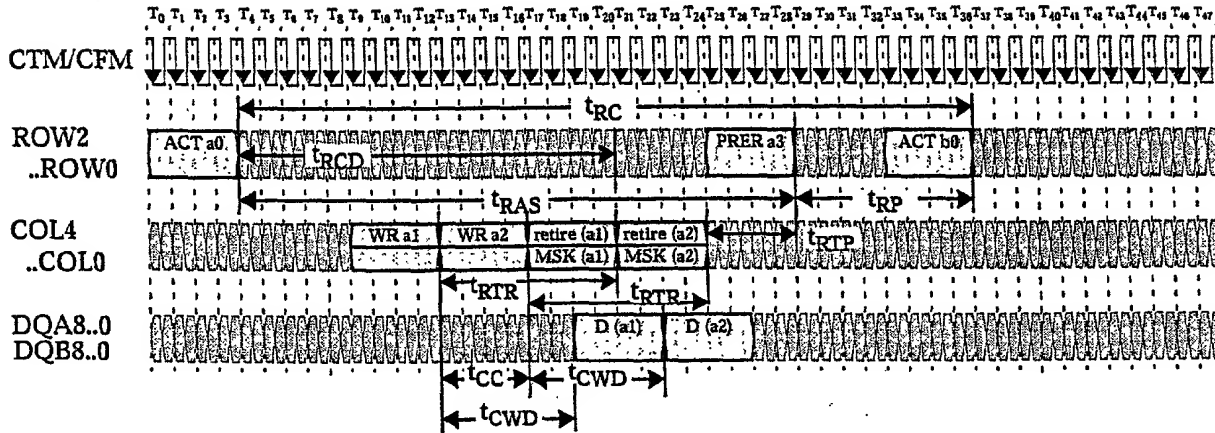 T0 T1 T2 T3 T4 T5 T6 T7 T8 T9 T10 T11 T12 T13 T14 T15 T16 T17 T18 T19 T20 T21 T22 T23 T24 T25 T26 T27 T28 T29 T30 T31 T32 T33 T34 T35 T36 T37 T38 T39 T40 T41 T42 T43 T44 T45 T46 T47
CTM/CFM
tRC
ROW2
..ROW0
ACT a0
PRER a3
ACT b0
tRCD
tRAS
tRP
COL4
..COL0
WR a1
WR a2
retire (a1)
retire (a2)
MSK (a1)
MSK (a2)
tRTP
tRTR
tRTR
DQA8..0
DQB8..0
D (a1)
D (a2)
tCC
tCWD
tCWD